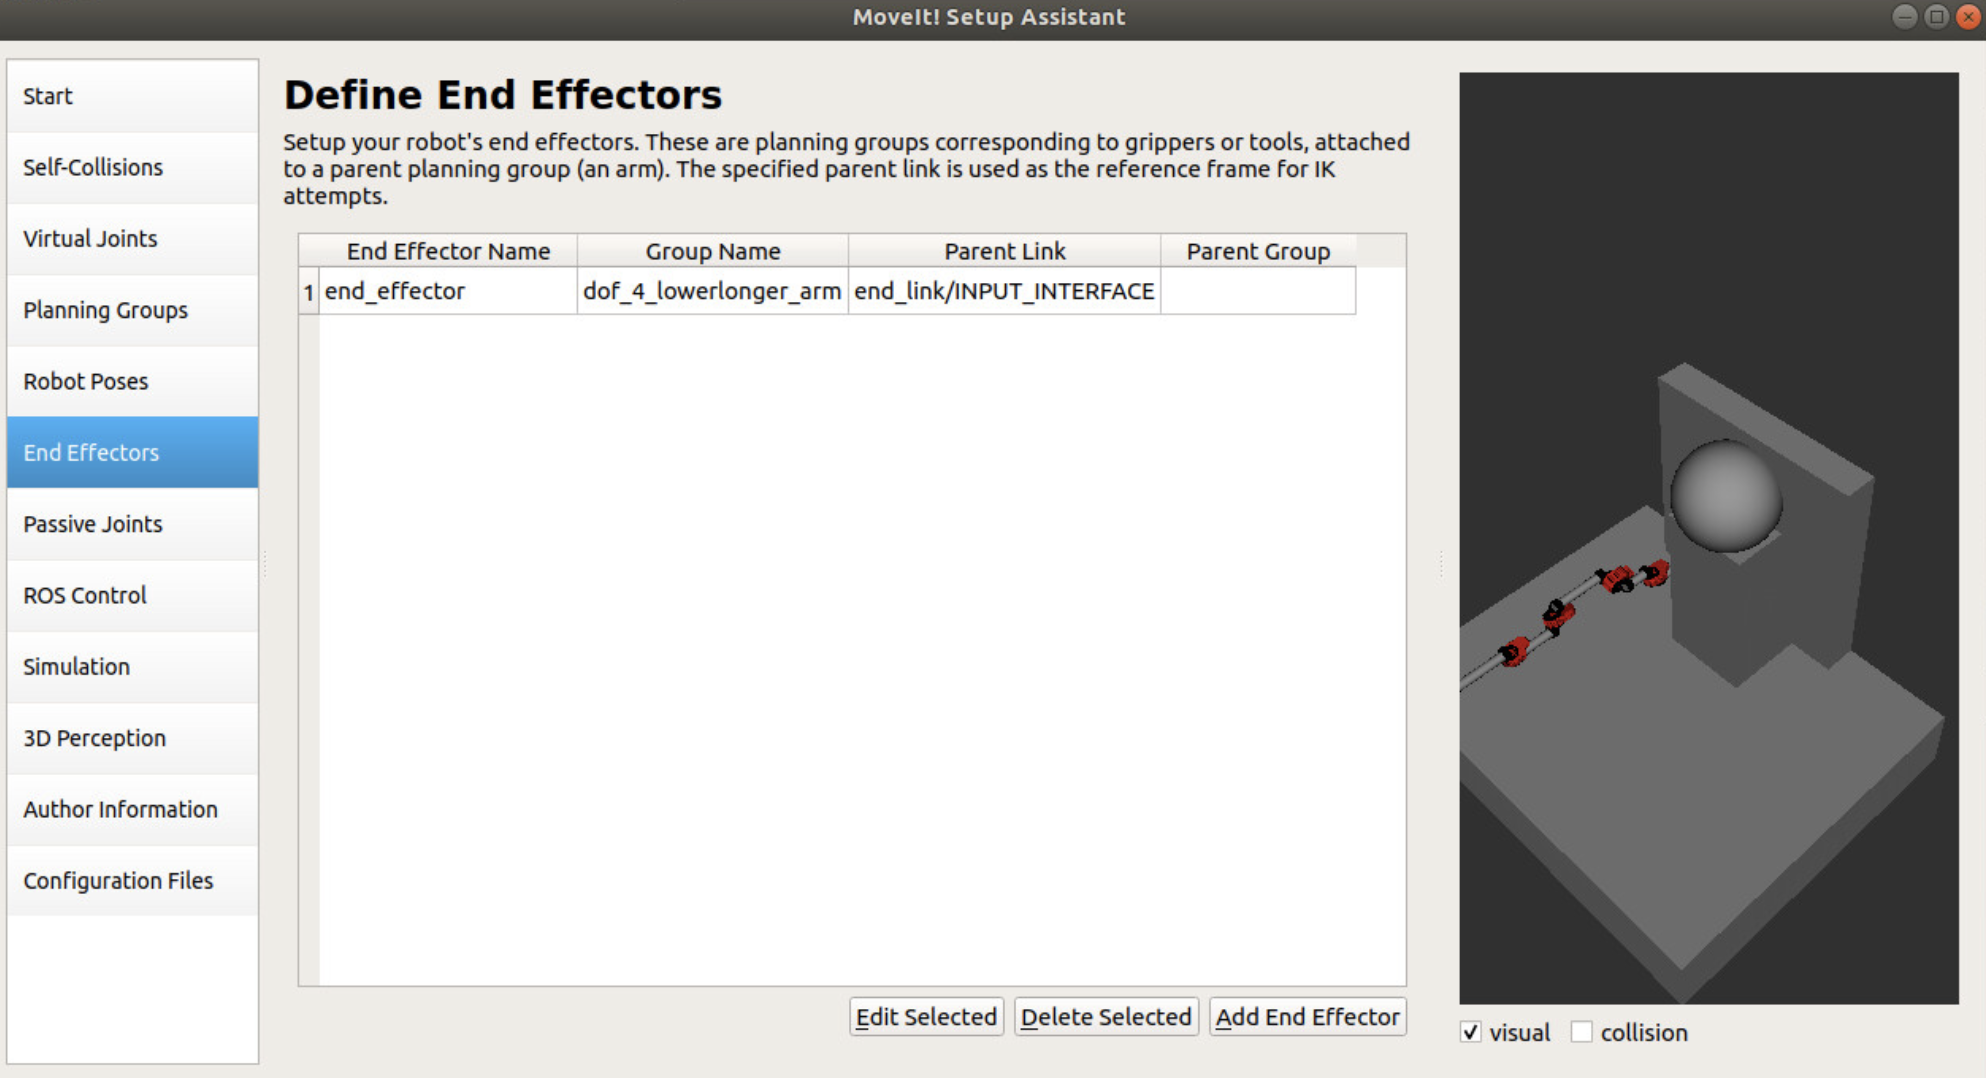 MoveIt! Setup Assistant
Start
Self-Collisions
Virtual Joints
Planning Groups
Robot Poses
End Effectors
Passive Joints
ROS Control
Simulation
3D Perception
Author Information
Configuration Files
Define End Effectors
Setup your robot's end effectors. These are planning groups corresponding to grippers or tools, attached
to a parent planning group (an arm). The specified parent link is used as the reference frame for IK
attempts.
End Effector Name Group Name Parent Link Parent Group
1 end_effector dof_4_lowerlonger_arm end_link/INPUT_INTERFACE
Edit Selected Delete Selected Add End Effector
visual collision